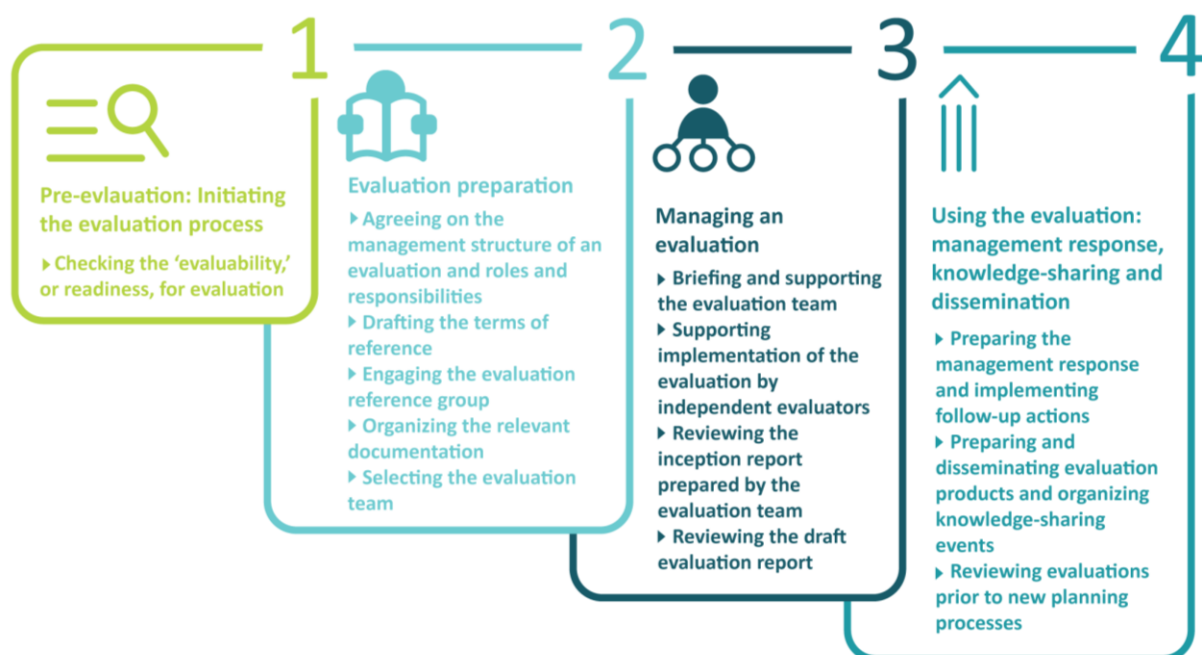 1
Pre-evlauation: Initiating
the evaluation process
▸ Checking the ‘evaluability,’
or readiness, for evaluation
2
Evaluation preparation
▸ Agreeing on the
management structure of an
evaluation and roles and
responsibilities
▸ Drafting the terms of
reference
▸ Engaging the evaluation
reference group
▸ Organizing the relevant
documentation
▸ Selecting the evaluation
team
3
Managing an
evaluation
▸ Briefing and supporting
the evaluation team
▸ Supporting
implementation of the
evaluation by
independent evaluators
▸ Reviewing the
inception report
prepared by the
evaluation team
▸ Reviewing the draft
evaluation report
4
Using the evaluation:
management response,
knowledge-sharing and
dissemination
▸ Preparing the
management response
and implementing
follow-up actions
▸ Preparing and
disseminating evaluation
products and organizing
knowledge-sharing
events
▸ Reviewing evaluations
prior to new planning
processes